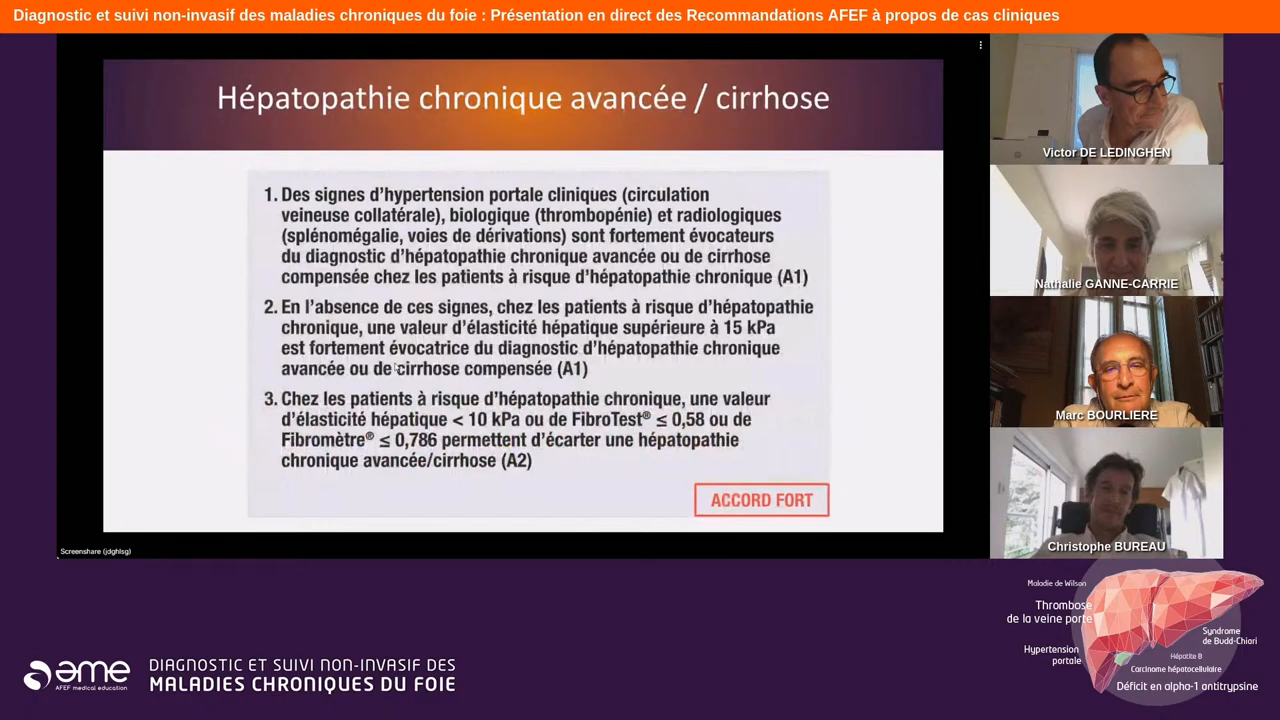 Diagnostic et suivi non-invasif des maladies chroniques du foie : Présentation en direct des Recommandations AFEF à propos de cas cliniques
Hépatopathie chronique avancée / cirrhose
1. Des signes d'hypertension portale cliniques (circulation
veineuse collatérale), biologique (thrombopénie) et radiologiques
(splénomégalie, voies de dérivations) sont fortement évocateurs
du diagnostic d'hépatopathie chronique avancée ou de cirrhose
compensée chez les patients à risque d'hépatopathie chronique (A1)
2. En l'absence de ces signes, chez les patients à risque d'hépatopathie
chronique, une valeur d'élasticité hépatique supérieure à 15 kPa
est fortement évocatrice du diagnostic d'hépatopathie chronique
avancée ou de cirrhose compensée (A1)
3. Chez les patients à risque d'hépatopathie chronique, une valeur
d'élasticité hépatique < 10 kPa ou de FibroTest® ≤ 0,58 ou de
Fibromètre® ≤ 0,786 permettent d'écarter une hépatopathie
chronique avancée/cirrhose (A2)
ACCORD FORT
Screenshare (jdghlsg)
Victor DE LEDINGHEN
Nathalie GANNE-CARRIE
Marc BOURLIERE
Christophe BUREAU
Maladie de Wilson
Thrombose
de la veine porte
Syndrome
de Budd-Chiari
Hypertension
portale
Hépatite B
Carcinome hépatocellulaire
Déficit en alpha-1 antitrypsine
ame
AFEF medical education
DIAGNOSTIC ET SUIVI NON-INVASIF DES
MALADIES CHRONIQUES DU FOIE